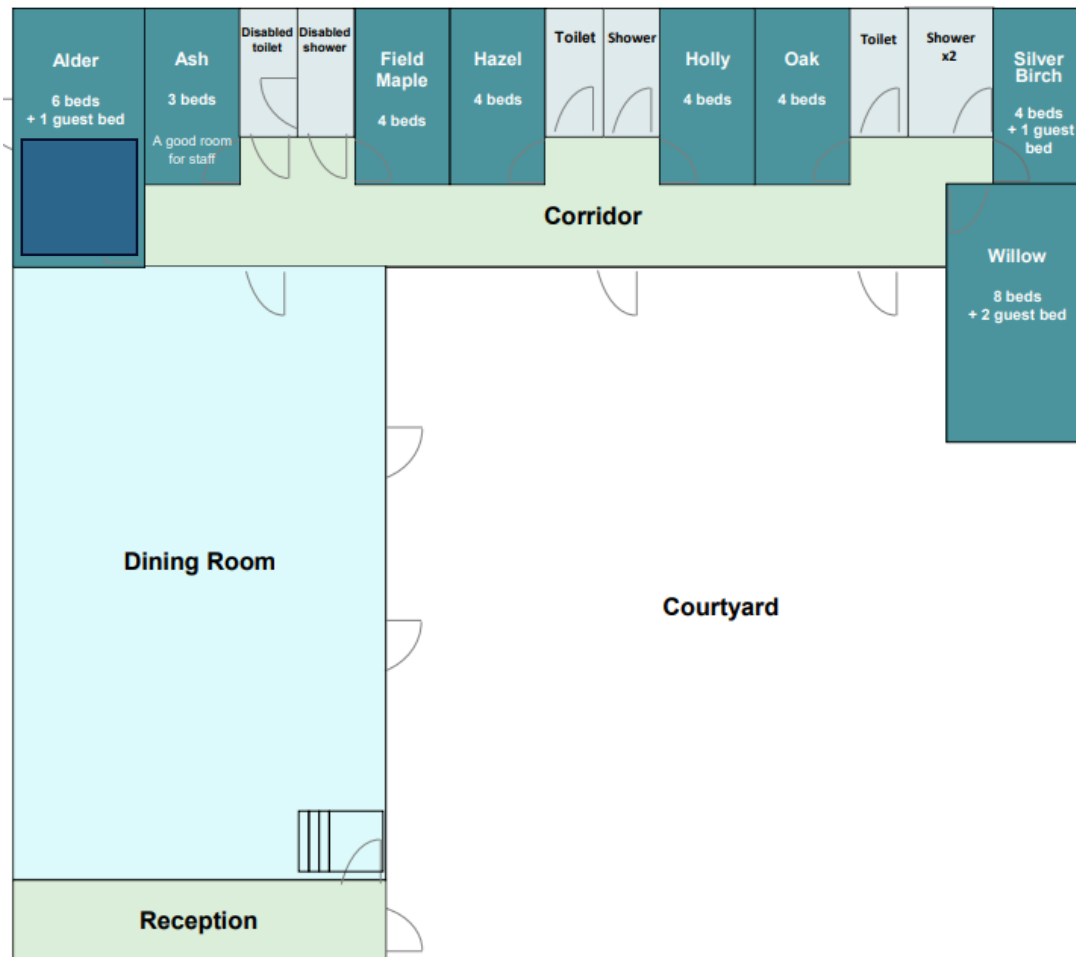 Alder
6 beds
+ 1 guest bed
Ash
3 beds
A good room
for staff
Disabled
toilet
Disabled
shower
Field
Maple
4 beds
Hazel
4 beds
Toilet
Shower
Holly
4 beds
Oak
4 beds
Toilet
Shower
x2
Silver
Birch
4 beds
+ 1 guest
bed
Corridor
Willow
8 beds
+ 2 guest bed
Dining Room
Courtyard
Reception